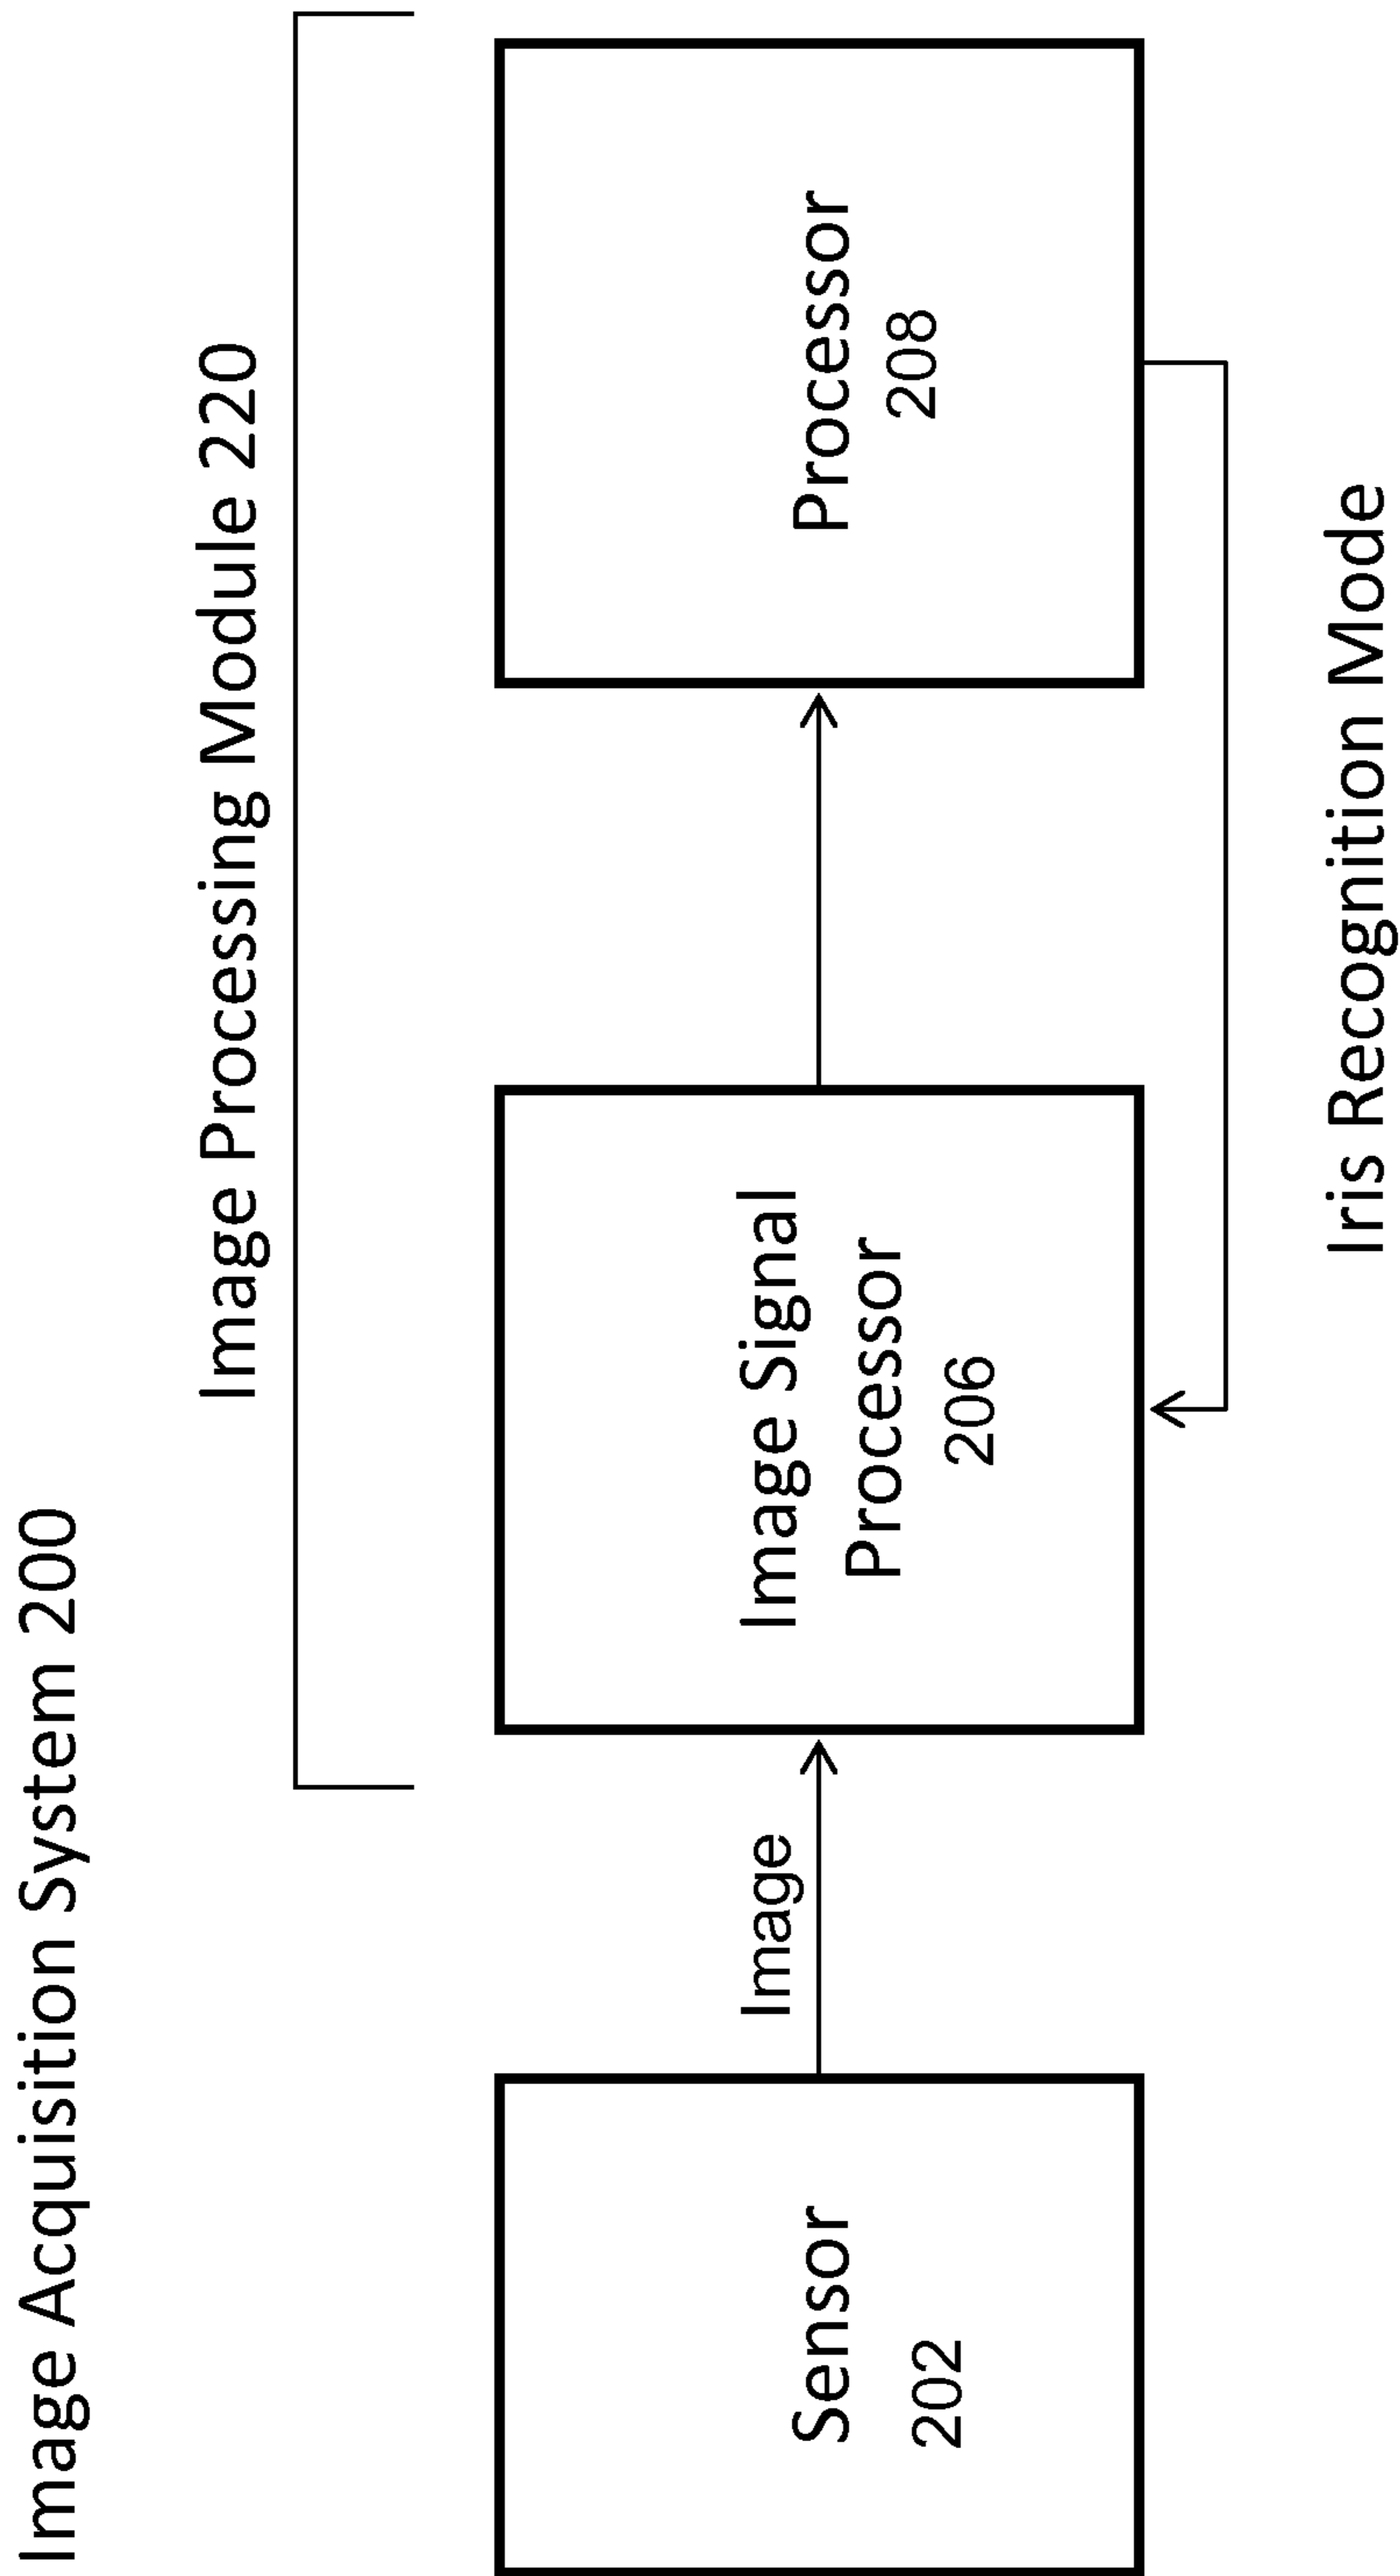 Image Acquisition System 200
Image Processing Module 220
Sensor
202
Image
Image Signal
Processor
206
Processor
208
Iris Recognition Mode